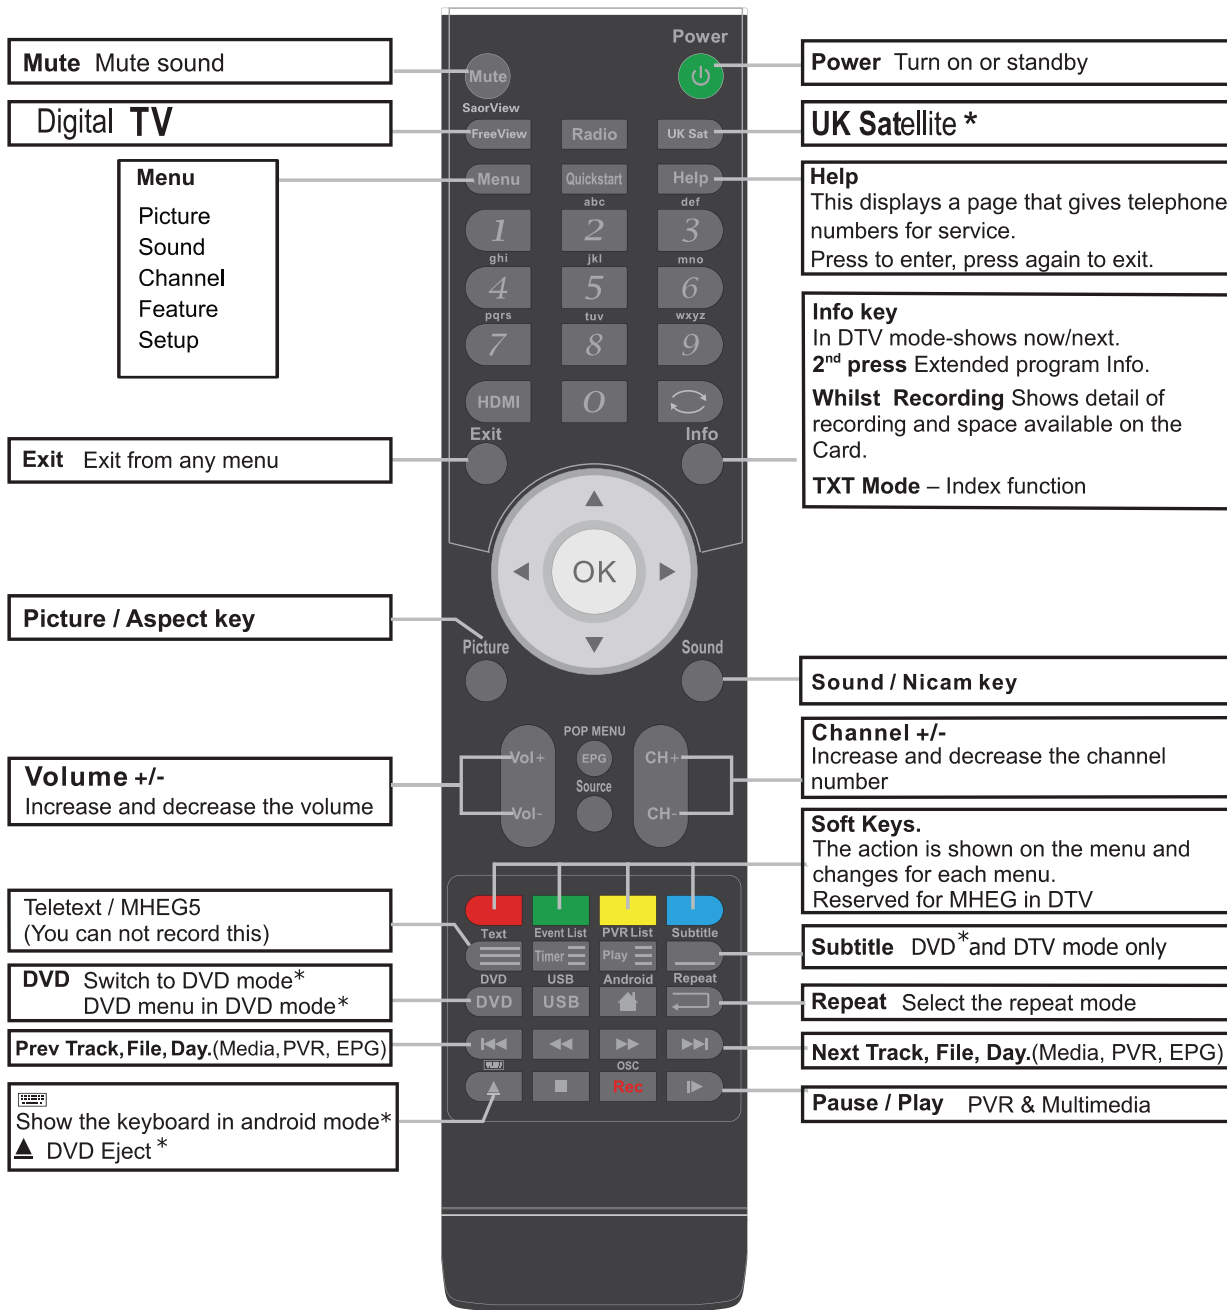 Mute Mute sound
Digital TV
Menu
Picture
Sound
Channel
Feature
Setup
Exit Exit from any menu
Picture / Aspect key
Volume +/-
Increase and decrease the volume
Teletext / MHEG5
(You can not record this)
DVD Switch to DVD mode*
DVD menu in DVD mode*
Prev Track, File, Day.(Media, PVR, EPG)
Show the keyboard in android mode*
DVD Eject *
Power
Mute
SaorView
FreeView Radio UK Sat
Menu Quickstart Help
abc def
1 2 3
ghi jkl mno
4 5 6
pqrs tuv wxyz
7 8 9
HDMI 0
Exit Info
OK
Picture Sound
POP MENU
Vol+ EPG CH+
Source
Vol- CH-
Text Event List PVR List Subtitle
Timer Play
DVD USB Android Repeat
DVD USB
OSC
Rec
Power Turn on or standby
UK Satellite *
Help
This displays a page that gives telephone
numbers for service.
Press to enter, press again to exit.
Info key
In DTV mode-shows now/next.
2nd press Extended program Info.
Whilst Recording Shows detail of
recording and space available on the
Card.
TXT Mode – Index function
Sound / Nicam key
Channel +/-
Increase and decrease the channel
number
Soft Keys.
The action is shown on the menu and
changes for each menu.
Reserved for MHEG in DTV
Subtitle DVD*and DTV mode only
Repeat Select the repeat mode
Next Track, File, Day.(Media, PVR, EPG)
Pause / Play PVR & Multimedia